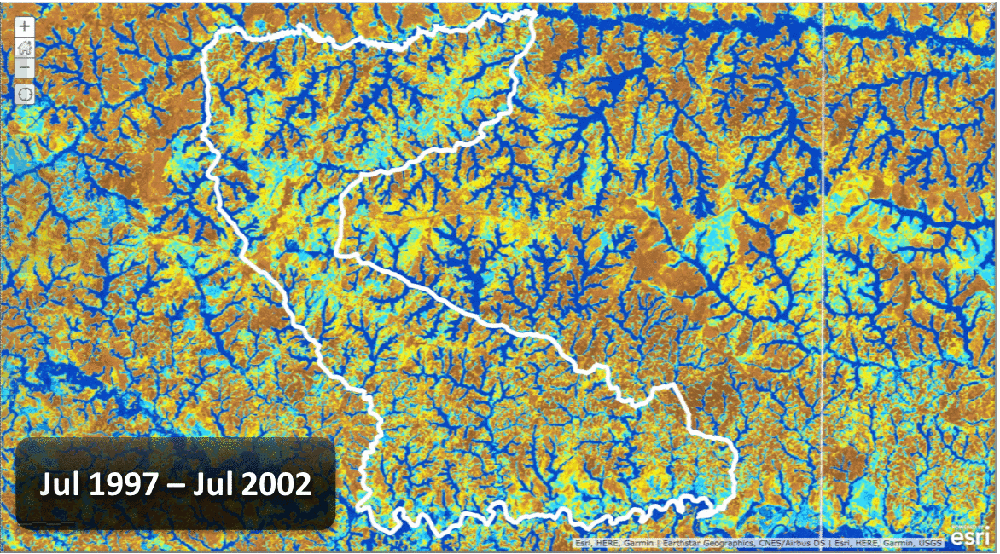 Jul 1997 – Jul 2002
Esri, HERE, Garmin | Earthstar Geographics, CNES/Airbus DS | Esri, HERE, Garmin, USGS
esri